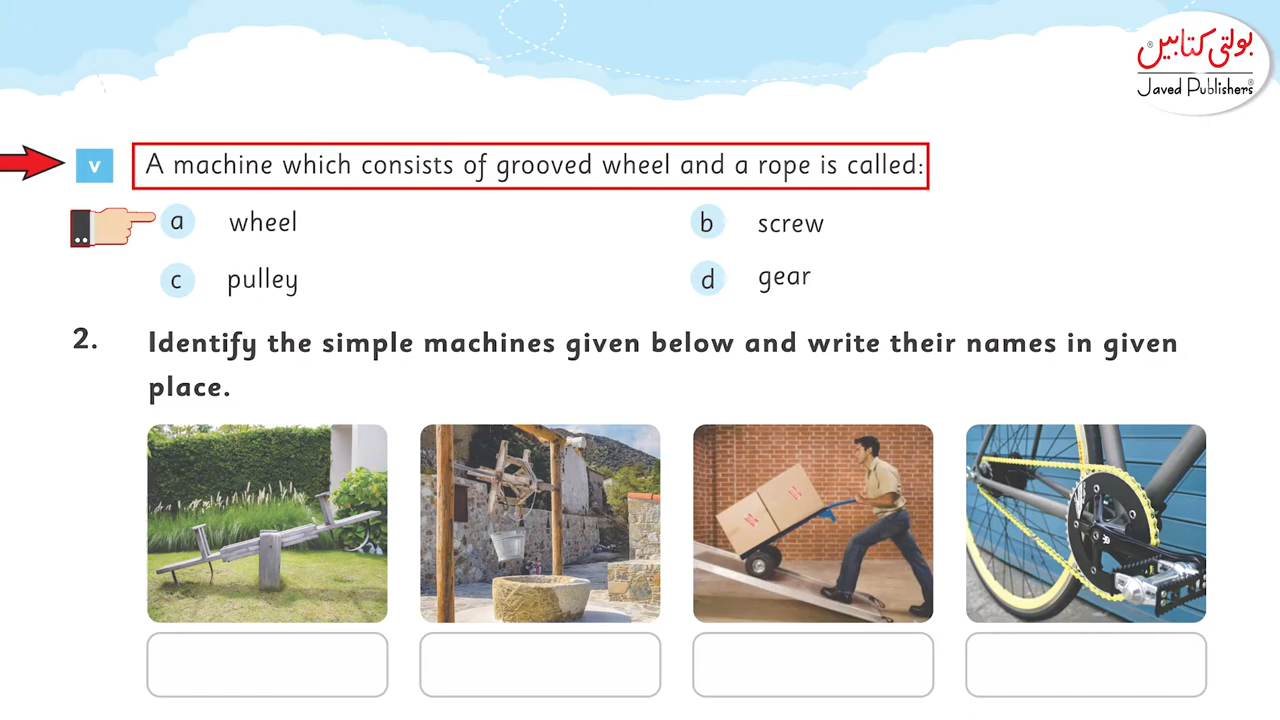 بولتی کتابیں
Javed Publishers
v A machine which consists of grooved wheel and a rope is called:
a wheel b screw
c pulley d gear
2. Identify the simple machines given below and write their names in given
place.